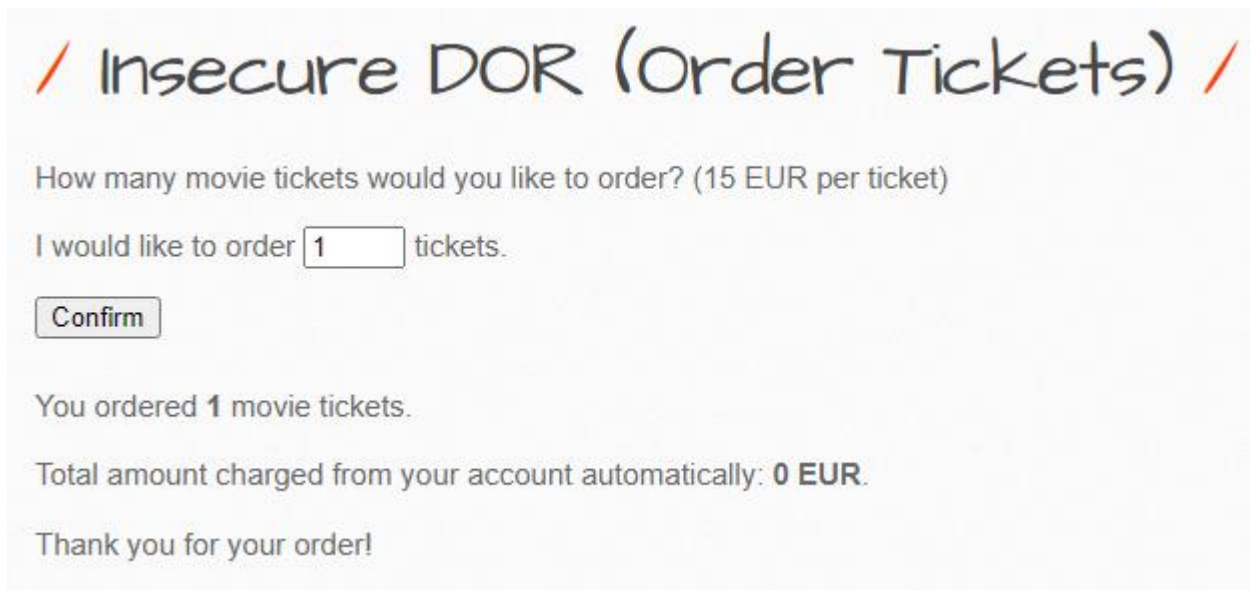 / Insecure DOR (Order Tickets) /
How many movie tickets would you like to order? (15 EUR per ticket)
I would like to order 1 tickets.
Confirm
You ordered 1 movie tickets.
Total amount charged from your account automatically: 0 EUR.
Thank you for your order!